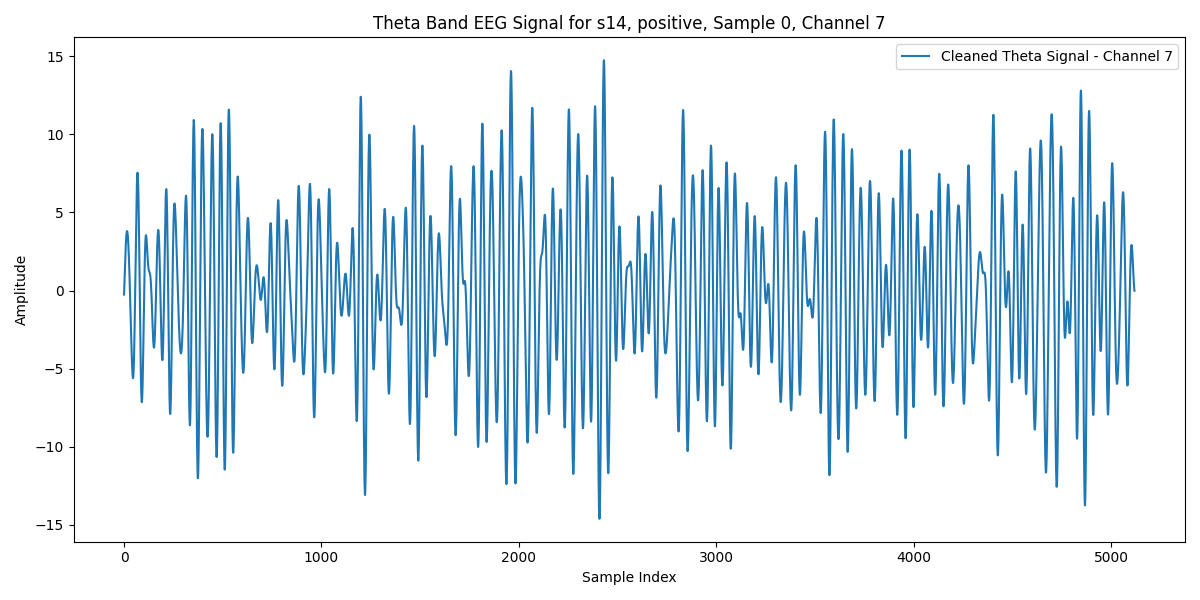 Theta Band EEG Signal for s14, positive, Sample 0, Channel 7
Cleaned Theta Signal - Channel 7
Amplitude
15
10
5
0
−5
−10
−15
0 1000 2000 3000 4000 5000
Sample Index